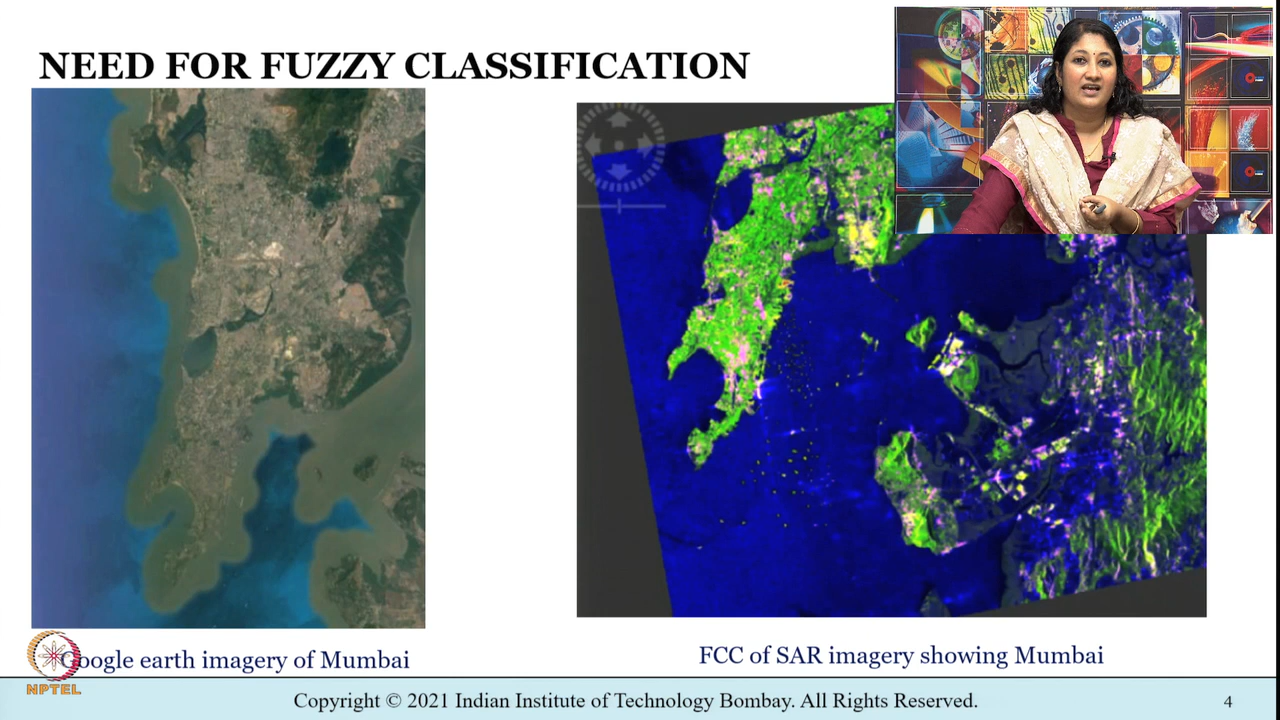 NEED FOR FUZZY CLASSIFICATION
Google earth imagery of Mumbai
FCC of SAR imagery showing Mumbai
NPTEL
Copyright © 2021 Indian Institute of Technology Bombay. All Rights Reserved.
4